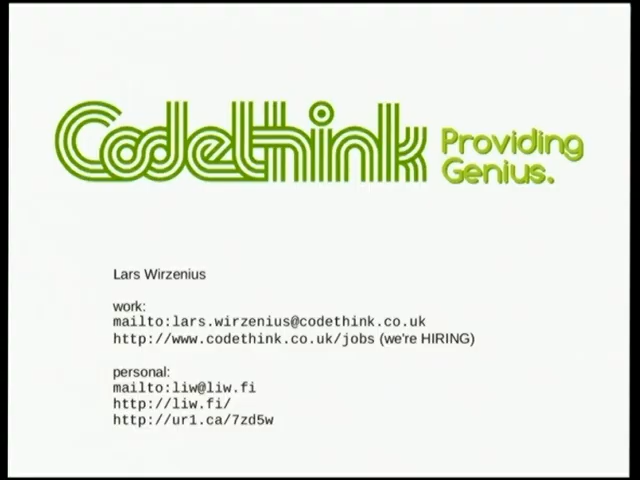 Codethink Providing
Genius.
Lars Wirzenius
work:
mailto:lars.wirzenius@codethink.co.uk
http://www.codethink.co.uk/jobs (we're HIRING)
personal:
mailto:liw@liw.fi
http://liw.fi/
http://ur1.ca/7zd5w